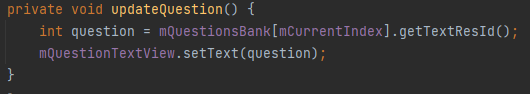 private void updateQuestion() {
    int question = mQuestionsBank[mCurrentIndex].getTextResId();
    mQuestionTextView.setText(question);
}